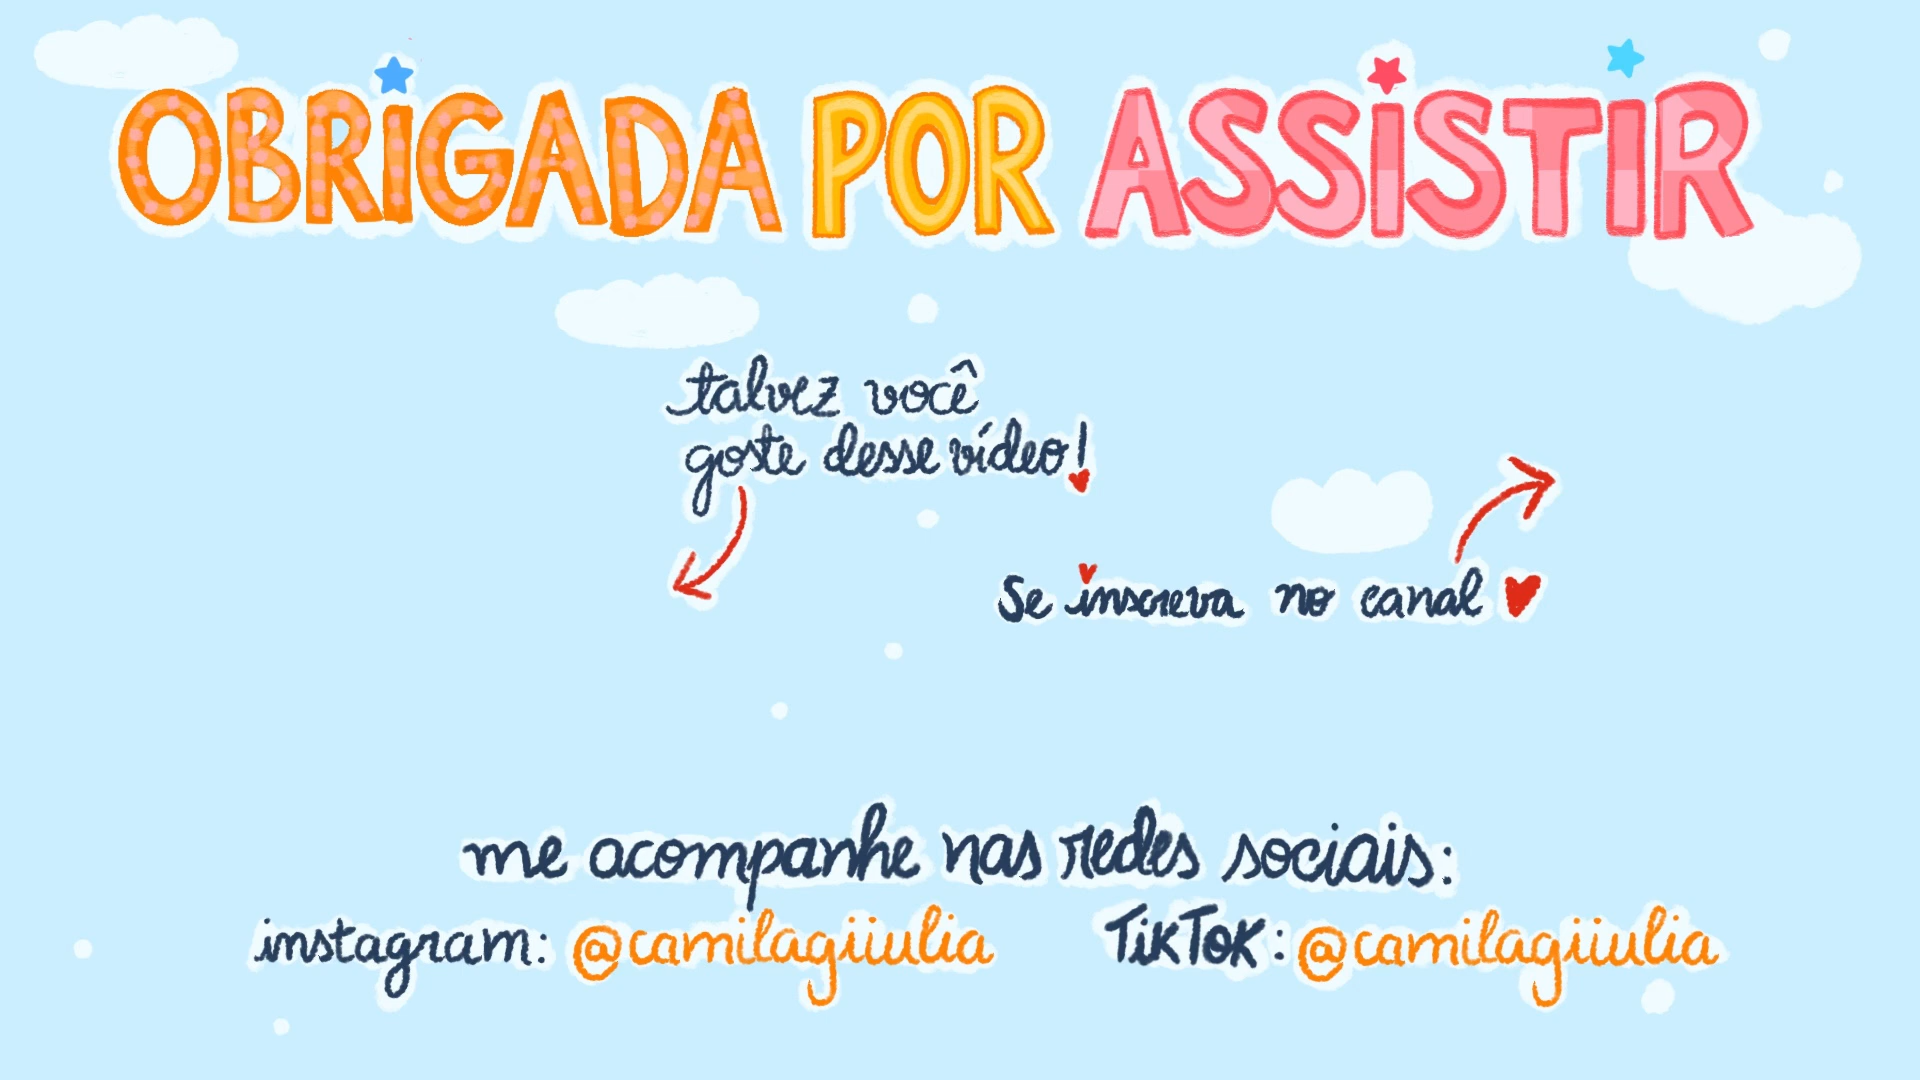 OBRIGADA POR ASSISTIR
talvez você
goste desse vídeo!
Se inscreva no canal
me acompanhe nas redes sociais:
instagram: @camilagiiulia
TikTok: @camilagiiulia